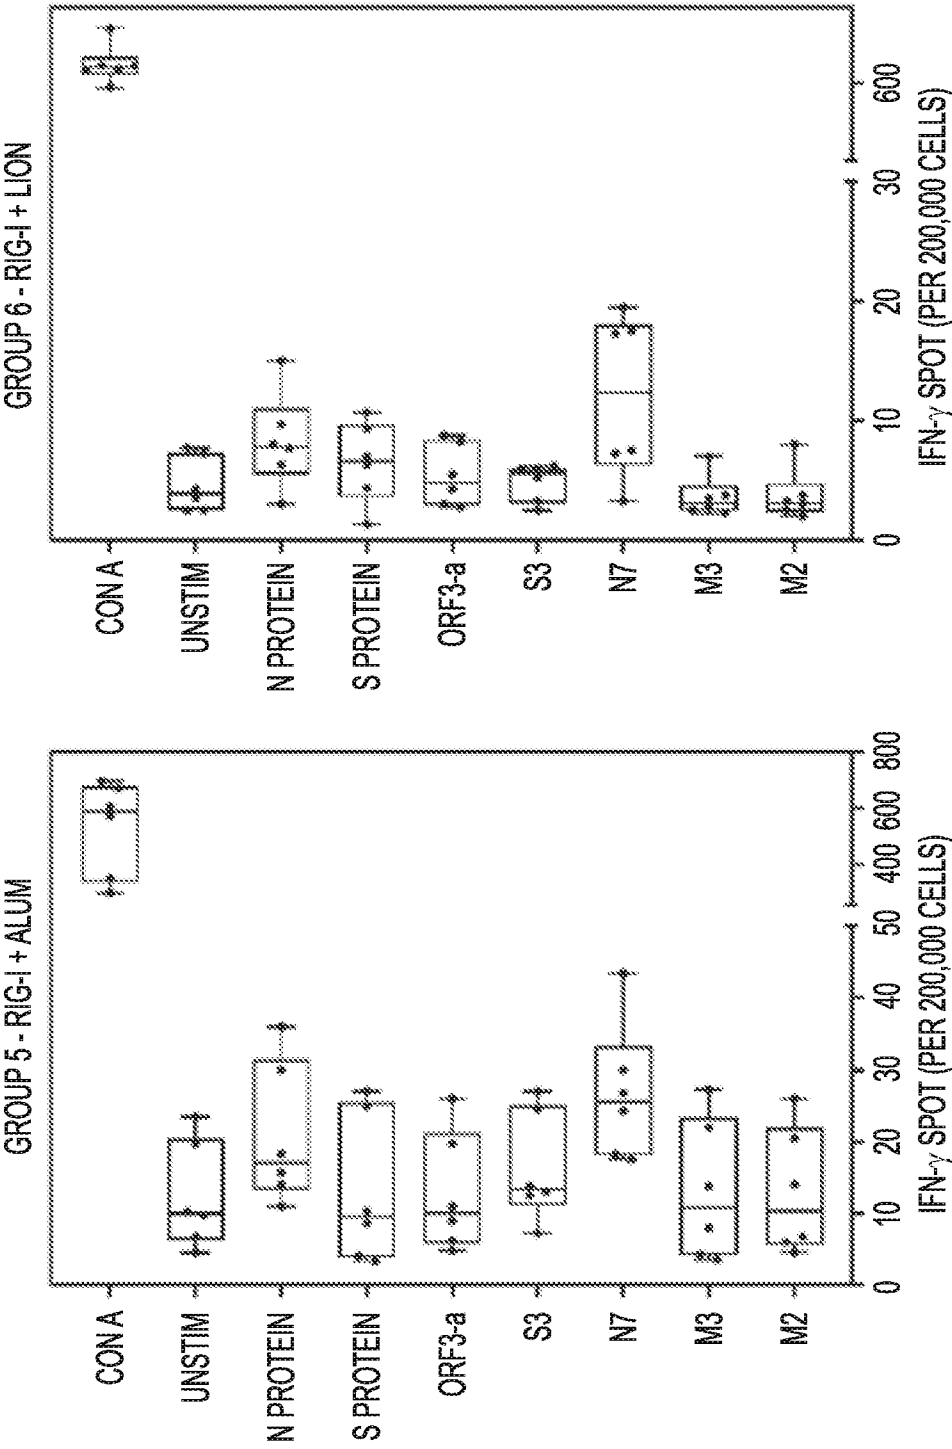 GROUP 5 - RIG-I + ALUM
CON A
UNSTIM
N PROTEIN
S PROTEIN
ORF3-a
S3
N7
M3
M2
0 10 20 30 40 50 400 600 800
IFN-γ SPOT (PER 200,000 CELLS)
GROUP 6 - RIG-I + LION
CON A
UNSTIM
N PROTEIN
S PROTEIN
ORF3-a
S3
N7
M3
M2
0 10 20 30 600
IFN-γ SPOT (PER 200,000 CELLS)